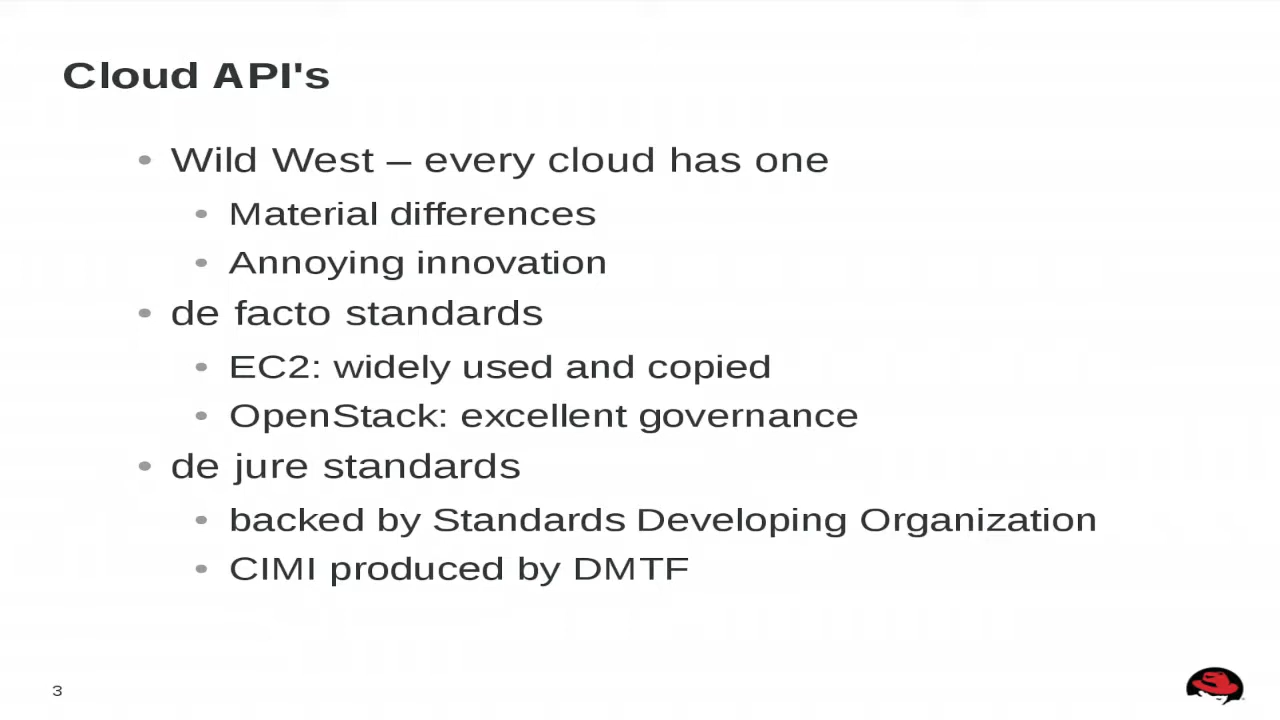 Cloud API's
• Wild West – every cloud has one
• Material differences
• Annoying innovation
• de facto standards
• EC2: widely used and copied
• OpenStack: excellent governance
• de jure standards
• backed by Standards Developing Organization
• CIMI produced by DMTF
3